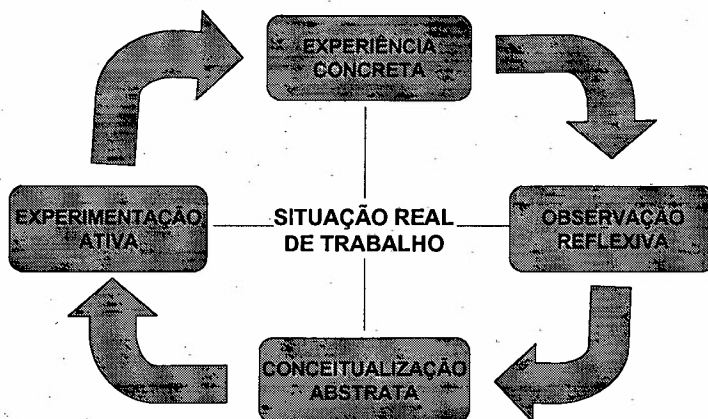 EXPERIÊNCIA
CONCRETA
EXPERIMENTAÇÃO
ATIVA
SITUAÇÃO REAL
DE TRABALHO
OBSERVAÇÃO
REFLEXIVA
CONCEITUALIZAÇÃO
ABSTRATA